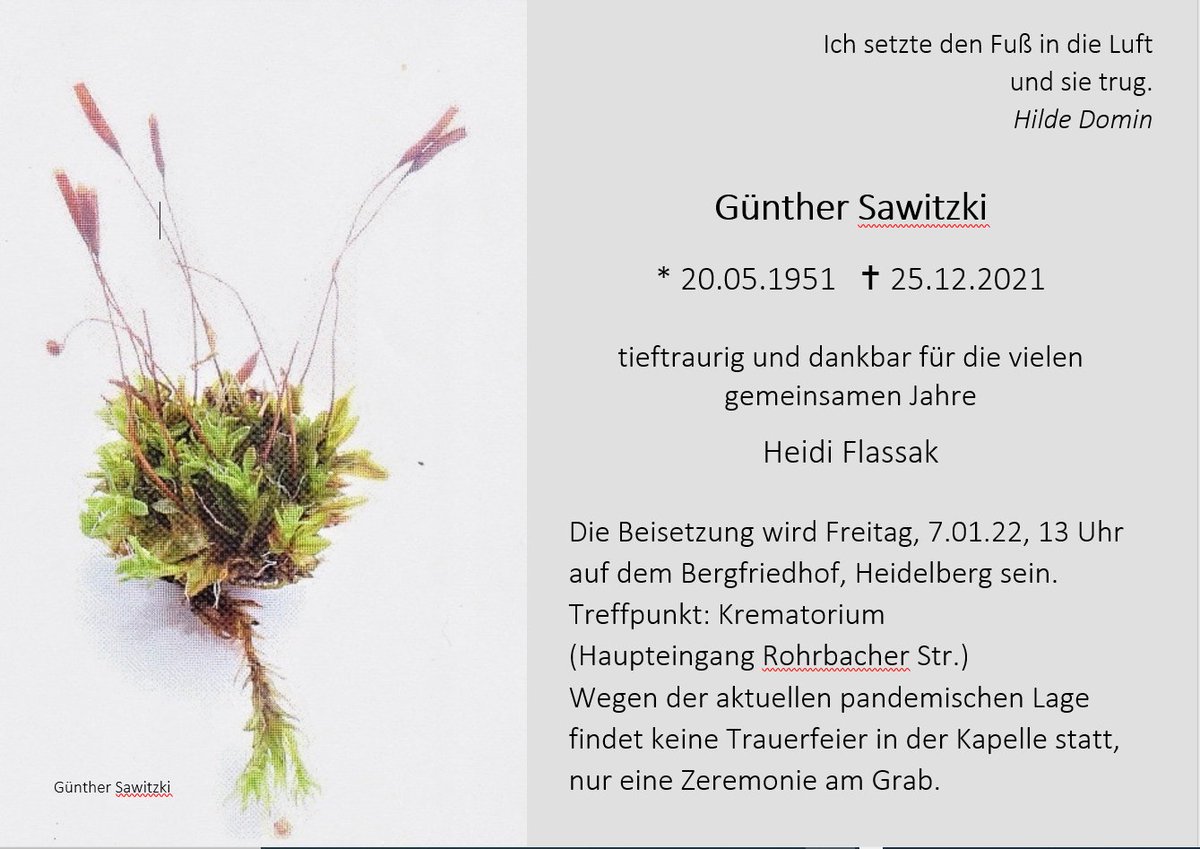 Ich setzte den Fuß in die Luft
und sie trug.
Hilde Domin
Günther Sawitzki
* 20.05.1951 ✝ 25.12.2021
tieftraurig und dankbar für die vielen
gemeinsamen Jahre
Heidi Flassak
Die Beisetzung wird Freitag, 7.01.22, 13 Uhr
auf dem Bergfriedhof, Heidelberg sein.
Treffpunkt: Krematorium
(Haupteingang Rohrbacher Str.)
Wegen der aktuellen pandemischen Lage
findet keine Trauerfeier in der Kapelle statt,
nur eine Zeremonie am Grab.
Günther Sawitzki